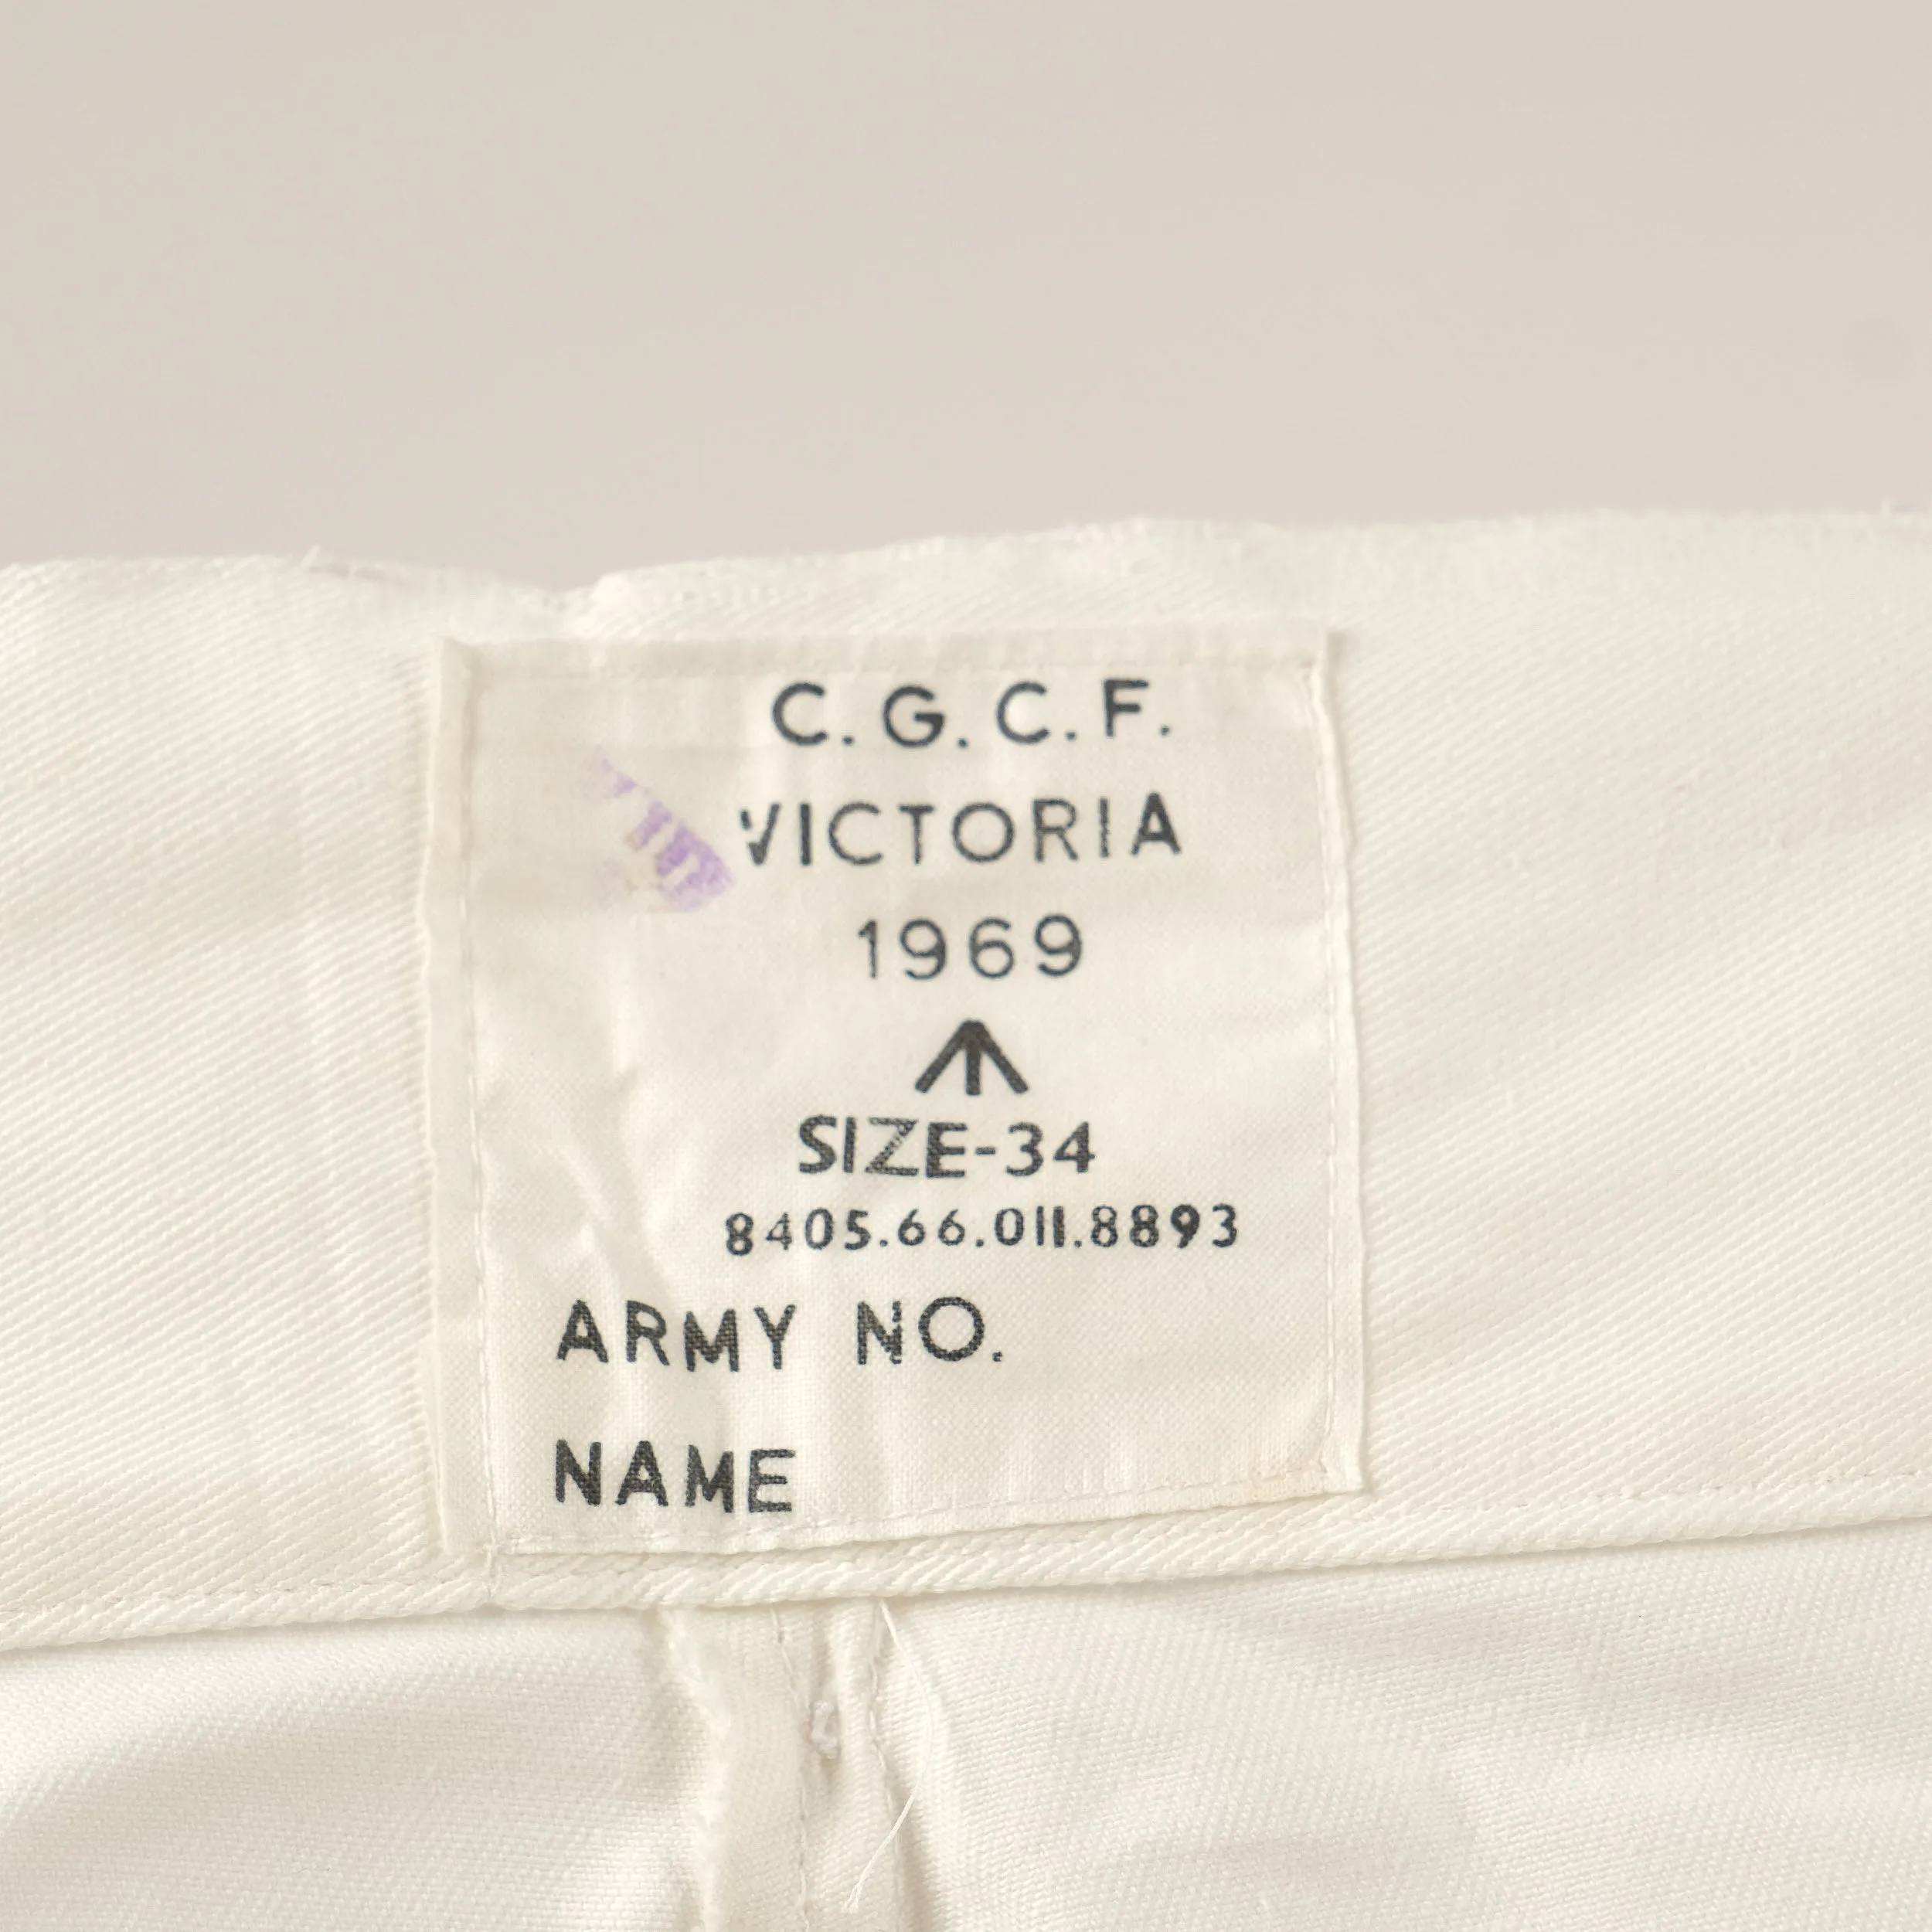 C.G.C.F.
VICTORIA
1969
SIZE-34
8405.66.011.8893
ARMY NO.
NAME